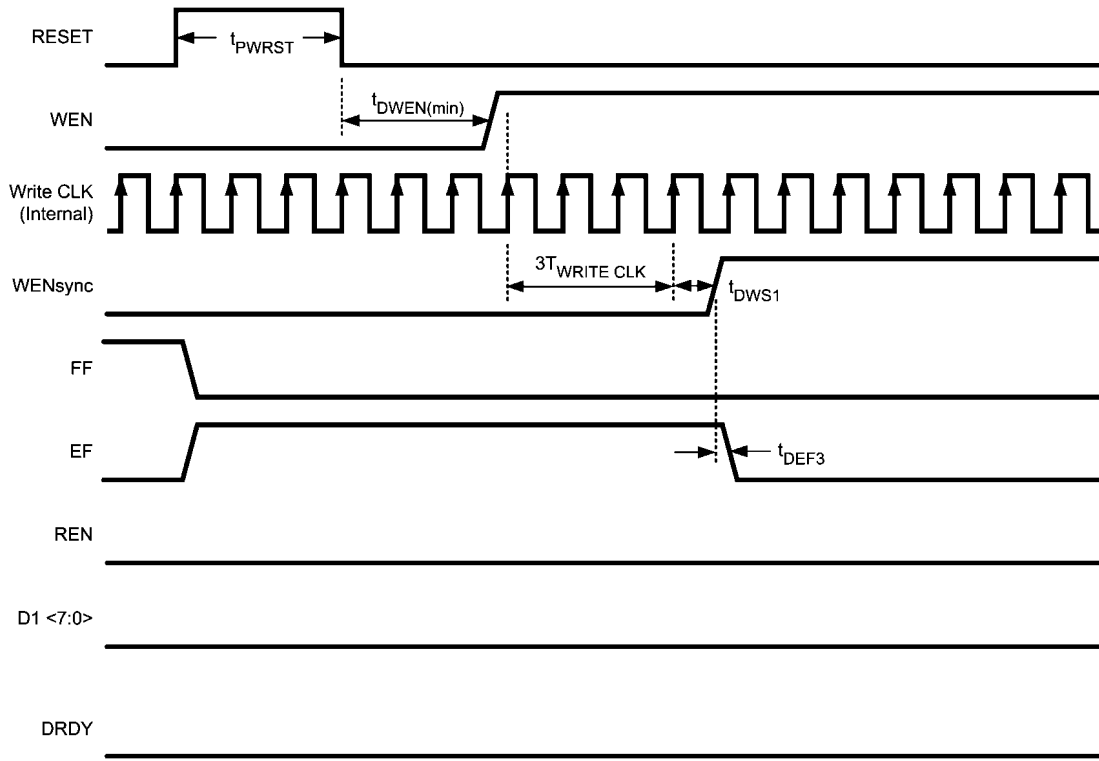 RESET
tPWRST
WEN
tDWEN(min)
Write CLK
(Internal)
WENsync
3TWRITE CLK
tDWS1
FF
EF
tDEF3
REN
D1 <7:0>
DRDY